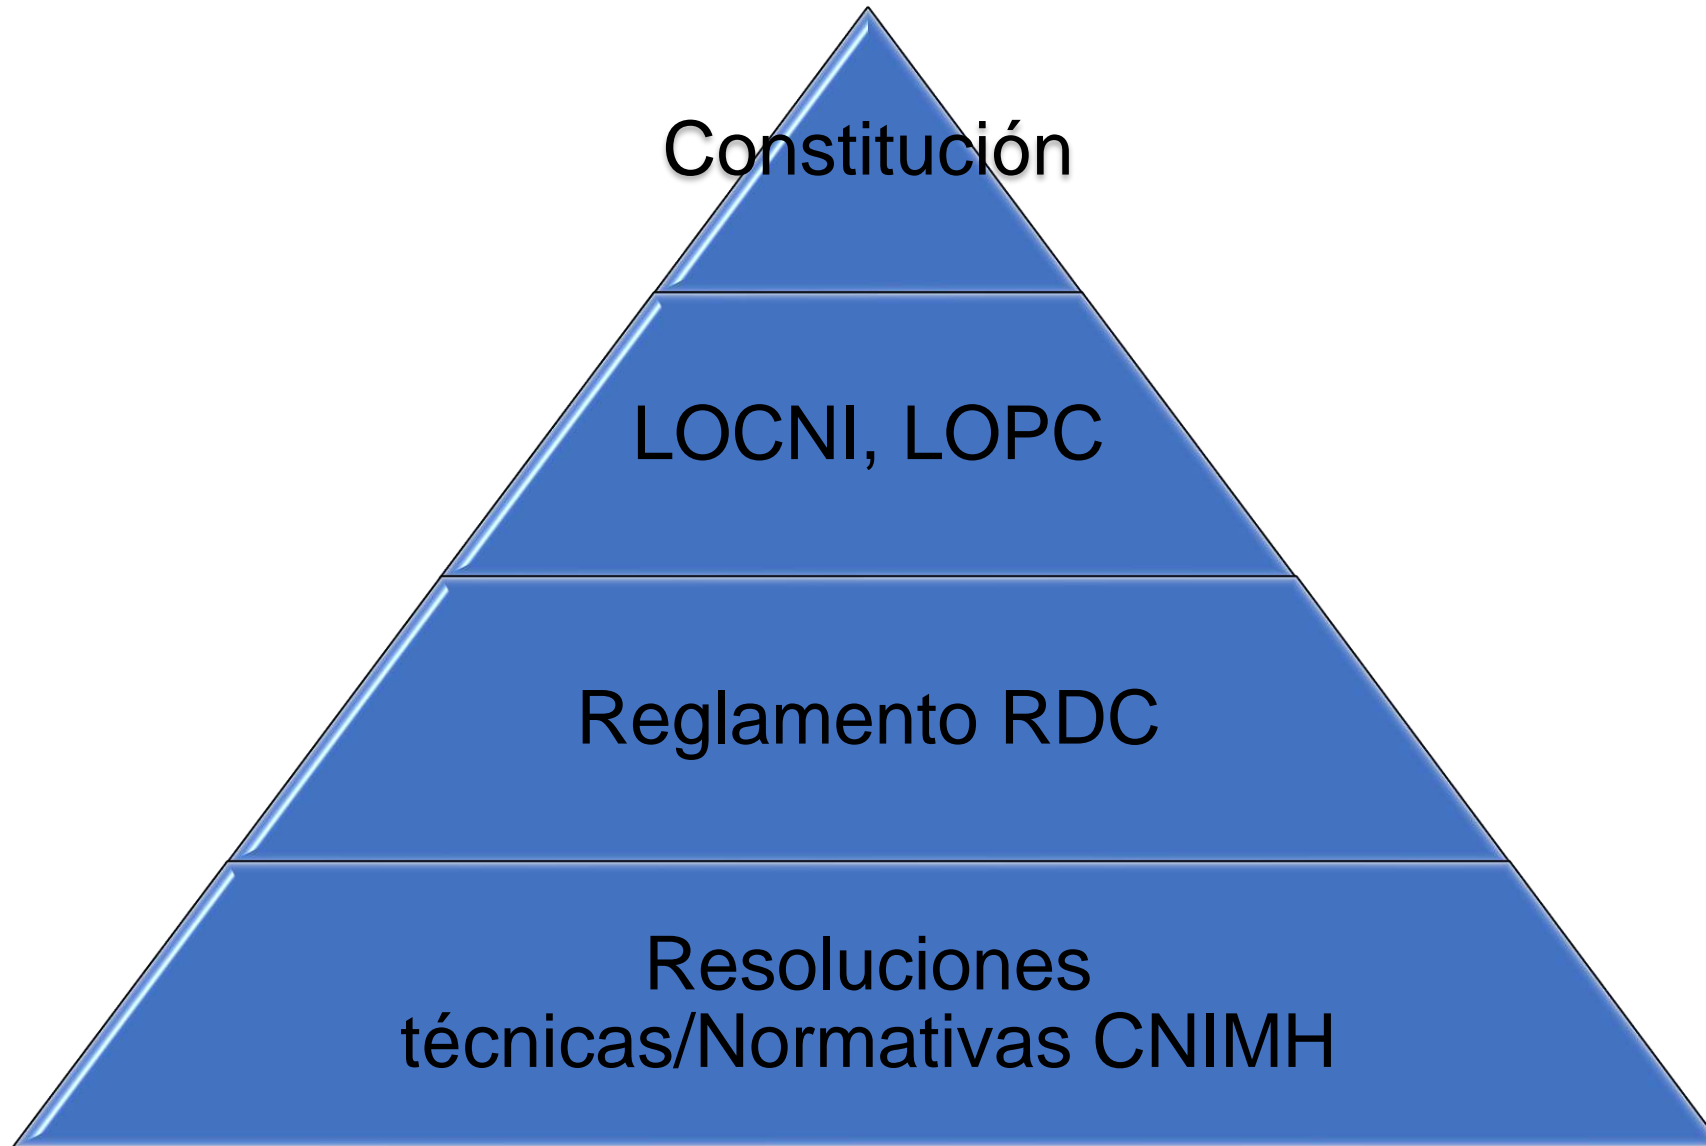 Constitución
LOCNI, LOPC
Reglamento RDC
Resoluciones
técnicas/Normativas CNIMH